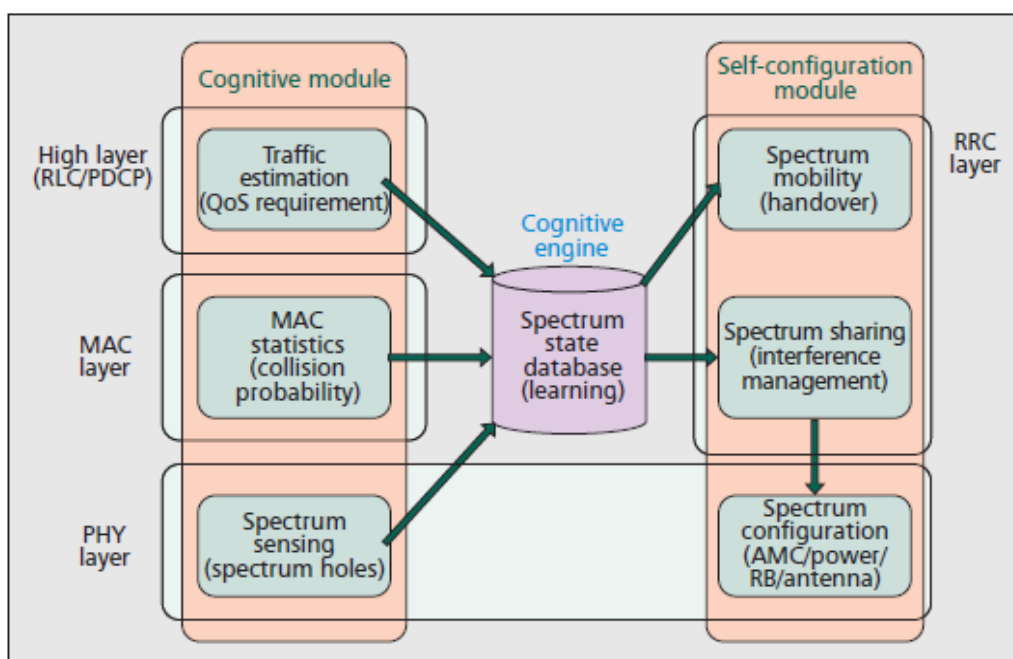 Cognitive module
High layer
(RLC/PDCP)
Traffic
estimation
(QoS requirement)
MAC
layer
MAC
statistics
(collision
probability)
PHY
layer
Spectrum
sensing
(spectrum holes)
Cognitive
engine
Spectrum
state
database
(learning)
Self-configuration
module
RRC
layer
Spectrum
mobility
(handover)
Spectrum sharing
(interference
management)
Spectrum
configuration
(AMC/power/
RB/antenna)